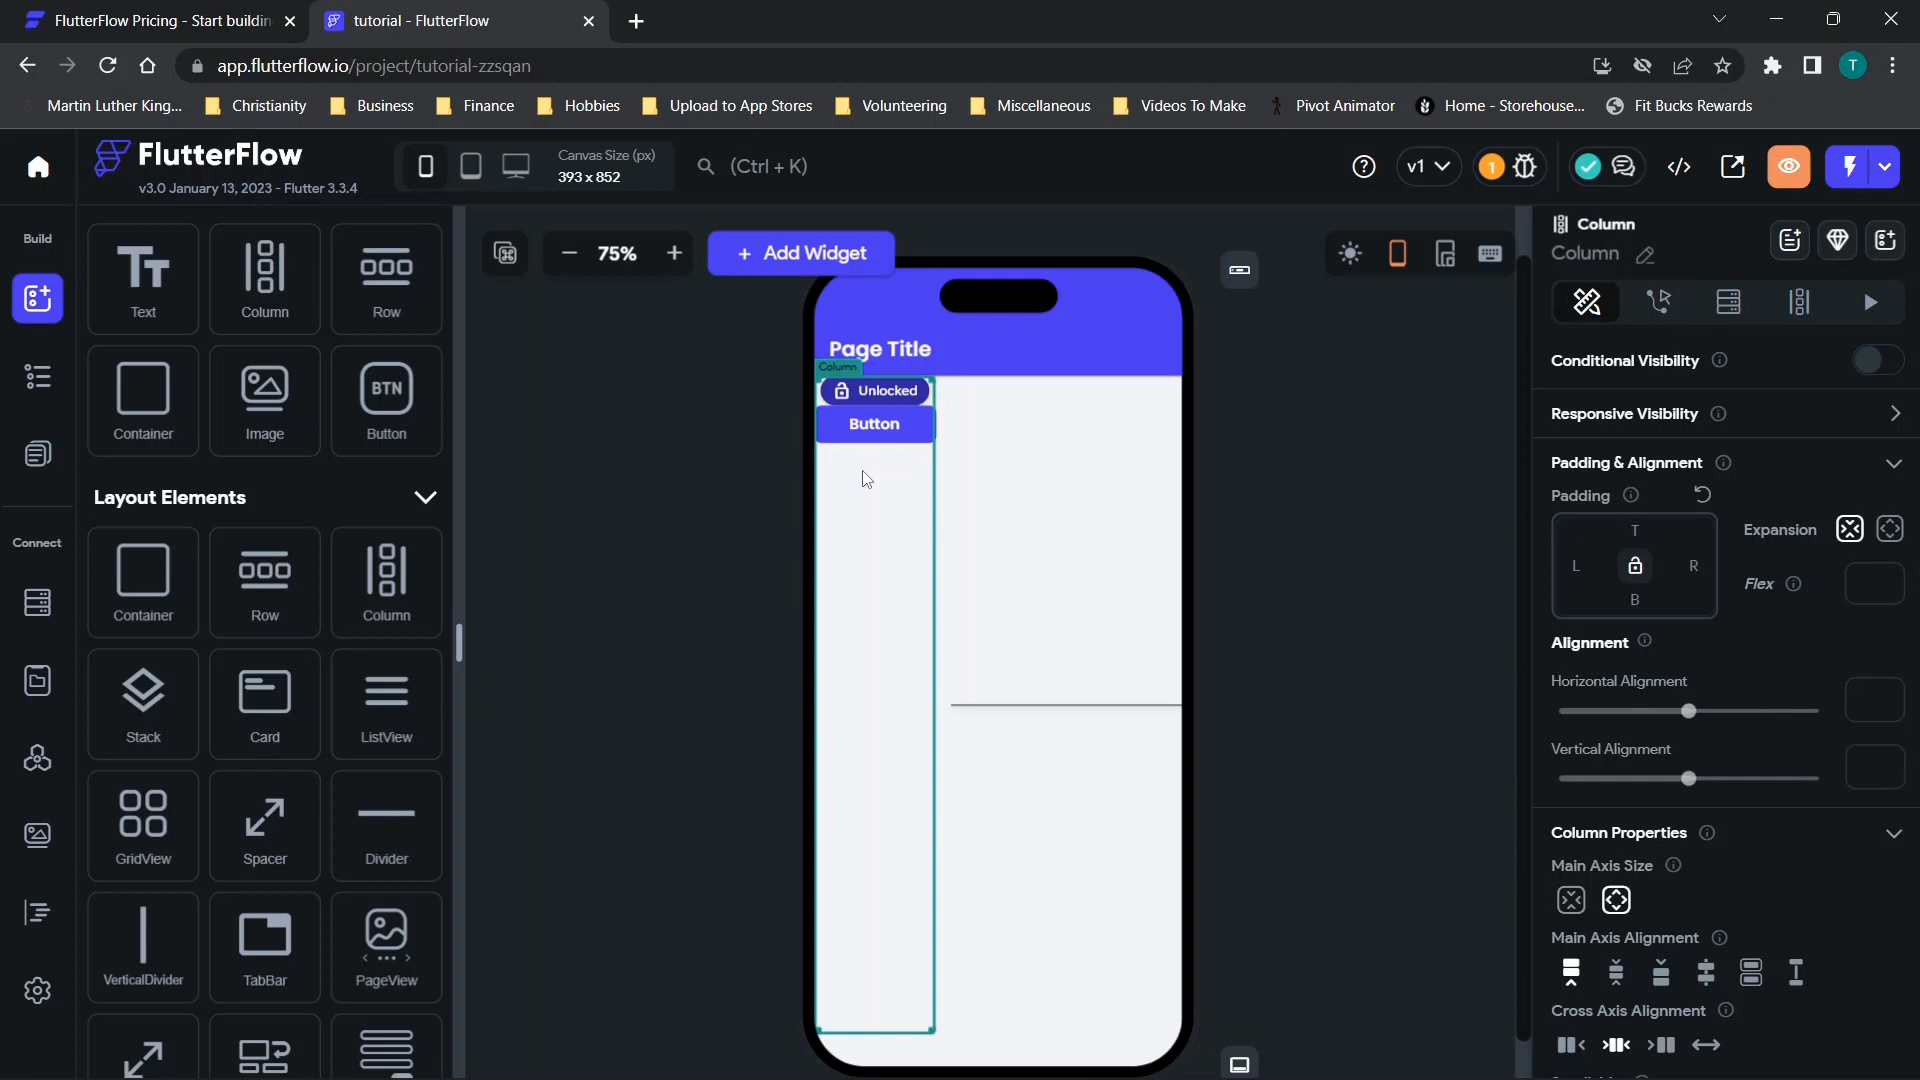 FlutterFlow Pricing - Start buildin
tutorial - FlutterFlow
app.flutterflow.io/project/tutorial-zzsqan
T
Martin Luther King...
Christianity
Business
Finance
Hobbies
Upload to App Stores
Volunteering
Miscellaneous
Videos To Make
Pivot Animator
Home - Storehouse...
Fit Bucks Rewards
FlutterFlow
v3.0 January 13, 2023 - Flutter 3.3.4
Canvas Size (px)
393 x 852
(Ctrl + K)
v1
1
Build
Connect
Text
Column
Row
Container
Image
BTN
Button
Layout Elements
Container
Row
Column
Stack
Card
ListView
GridView
Spacer
Divider
VerticalDivider
TabBar
PageView
75%
+ Add Widget
Page Title
Column
Unlocked
Button
Column
Column
Conditional Visibility
Responsive Visibility
Padding & Alignment
Padding
T
L
R
B
Expansion
Flex
Alignment
Horizontal Alignment
Vertical Alignment
Column Properties
Main Axis Size
Main Axis Alignment
Cross Axis Alignment